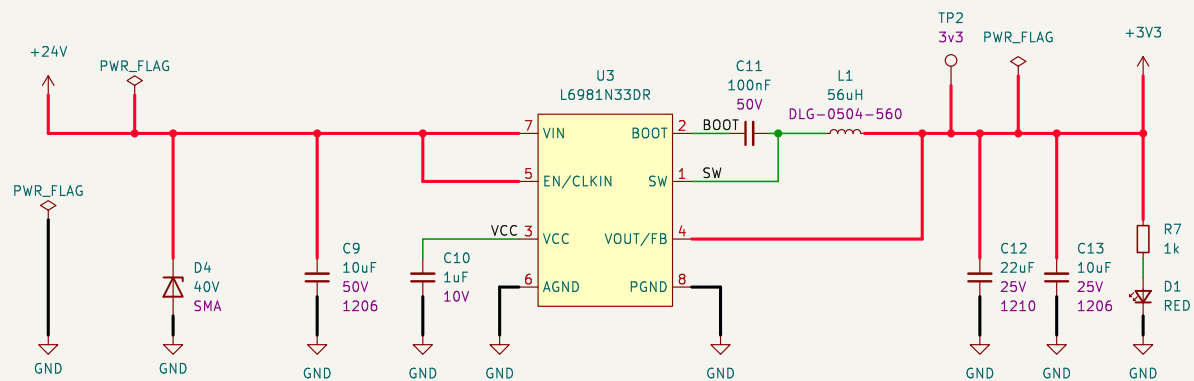 +24V
PWR_FLAG
PWR_FLAG
GND
D4
40V
SMA
GND
C9
10uF
50V
1206
GND
VCC
C10
1uF
10V
GND
GND
U3
L6981N33DR
7 VIN
5 EN/CLKIN
3 VCC
6 AGND
BOOT 2
SW 1
VOUT/FB 4
PGND 8
GND
BOOT
SW
C11
100nF
50V
L1
56uH
DLG-0504-560
TP2
3v3
PWR_FLAG
+3V3
C12
22uF
25V
1210
GND
C13
10uF
25V
1206
GND
R7
1k
D1
RED
GND